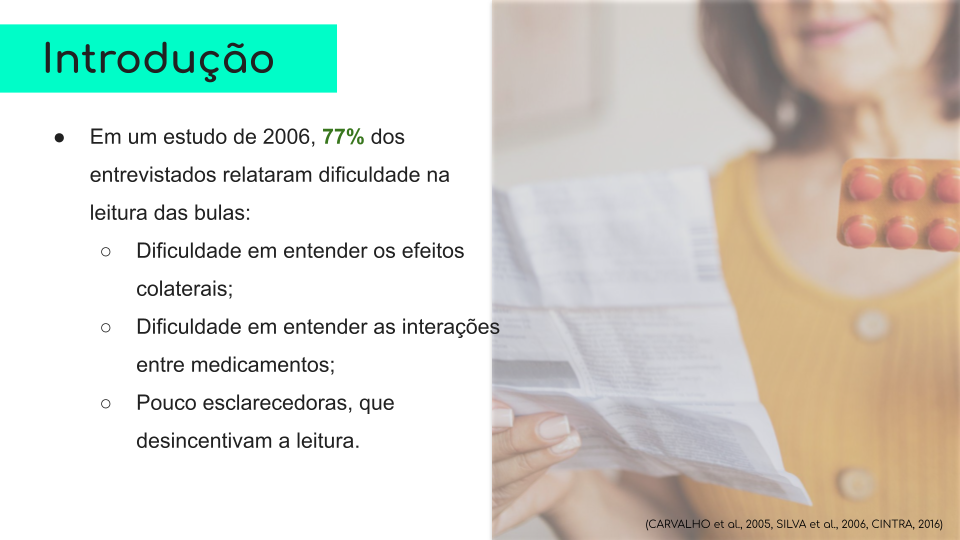 Introdução
● Em um estudo de 2006, 77% dos
entrevistados relataram dificuldade na
leitura das bulas:
○ Dificuldade em entender os efeitos
colaterais;
○ Dificuldade em entender as interações
entre medicamentos;
○ Pouco esclarecedoras, que
desincentivam a leitura.
(CARVALHO et al., 2005, SILVA et al., 2006, CINTRA, 2016)